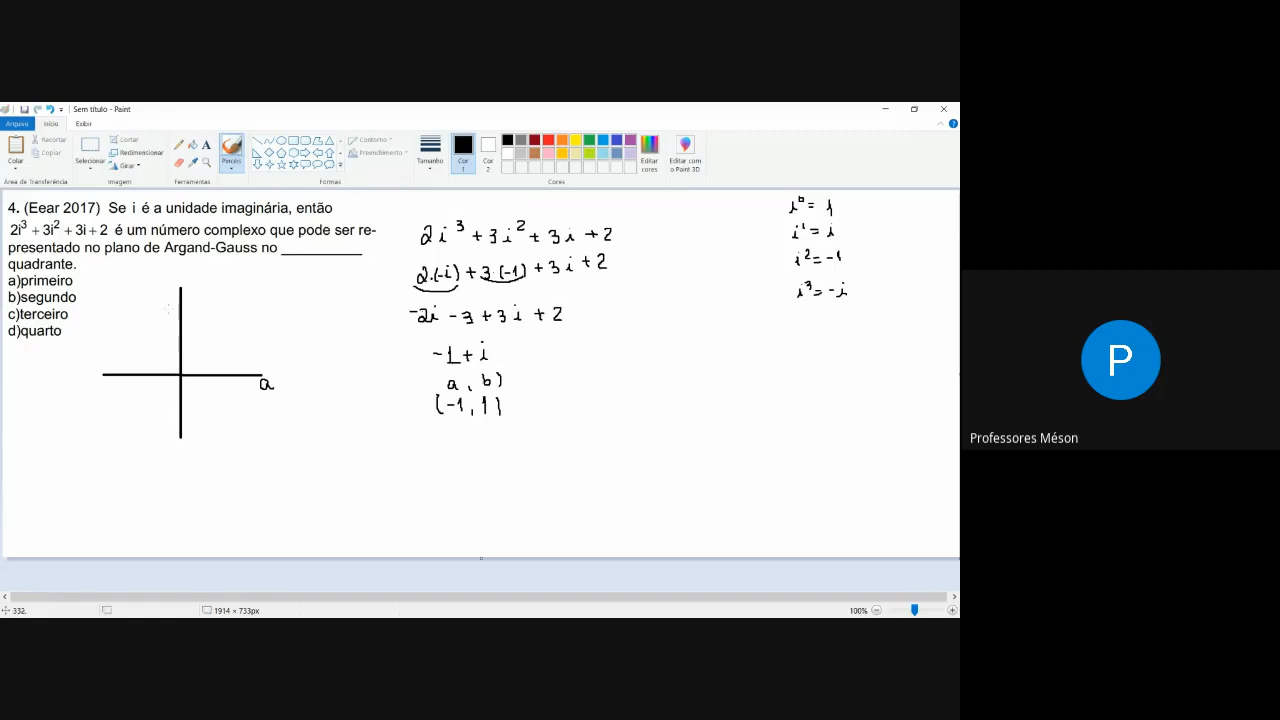 Sem título - Paint
Arquivo Início Exibir
Colar
Recortar
Copiar
Área de Transferência
Selecionar
Cortar
Redimensionar
Girar
Imagem
Ferramentas
Pincéis
Contorno
Preenchimento
Formas
Tamanho
Cor 1
Cor 2
Cores
Editar cores
Editar com o Paint 3D
4. (Eear 2017) Se i é a unidade imaginária, então
2i³ + 3i² + 3i + 2 é um número complexo que pode ser re-
presentado no plano de Argand-Gauss no ___________
quadrante.
a)primeiro
b)segundo
c)terceiro
d)quarto
a
2i³ + 3i² + 3i + 2
2·(-i) + 3·(-1) + 3i + 2
-2i - 3 + 3i + 2
-1 + i
a, b)
(-1, 1)
i⁰ = 1
i¹ = i
i² = -1
i³ = -i
332,
1914 × 733px
100%
P
Professores Méson